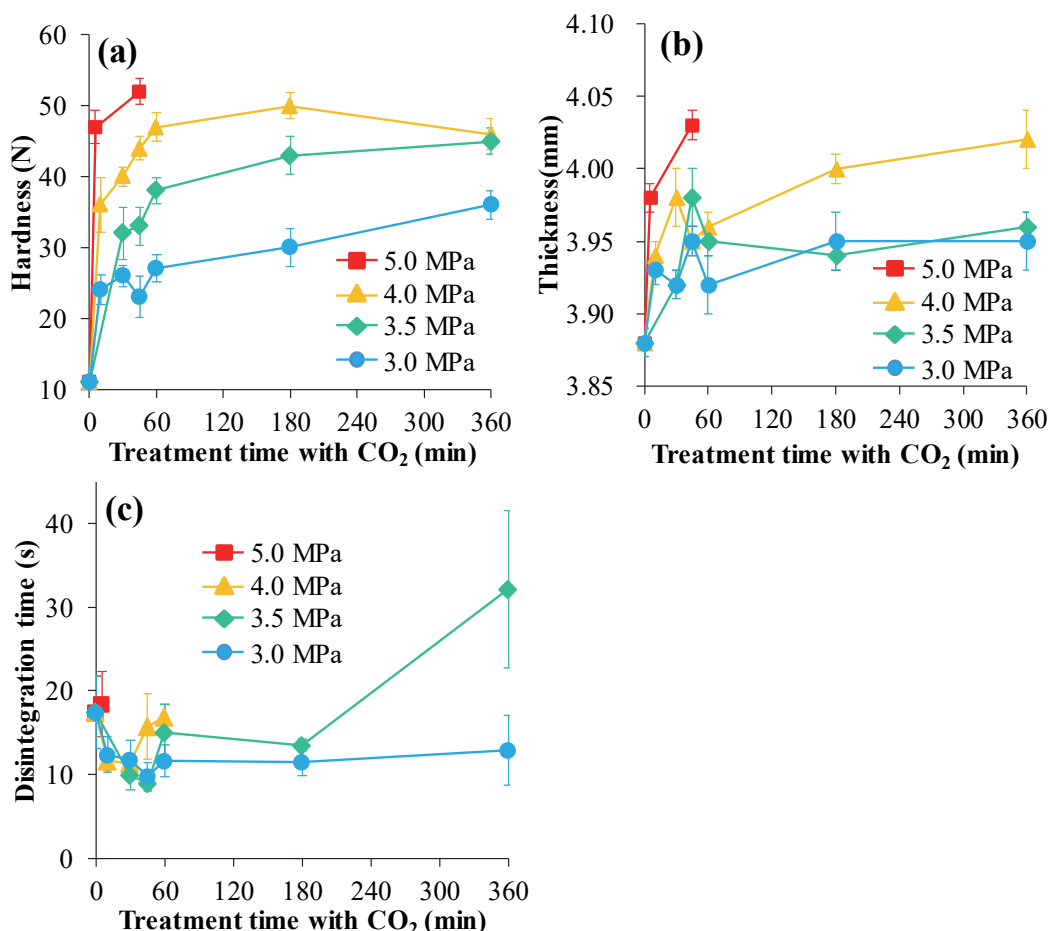 (a)
Hardness (N)
60
50
40
30
20
10
5.0 MPa
4.0 MPa
3.5 MPa
3.0 MPa
0 60 120 180 240 300 360
Treatment time with CO₂ (min)
(b)
Thickness(mm)
4.10
4.05
4.00
3.95
3.90
3.85
5.0 MPa
4.0 MPa
3.5 MPa
3.0 MPa
0 60 120 180 240 300 360
Treatment time with CO₂ (min)
(c)
Disintegration time (s)
40
30
20
10
0
5.0 MPa
4.0 MPa
3.5 MPa
3.0 MPa
0 60 120 180 240 300 360
Treatment time with CO₂ (min)